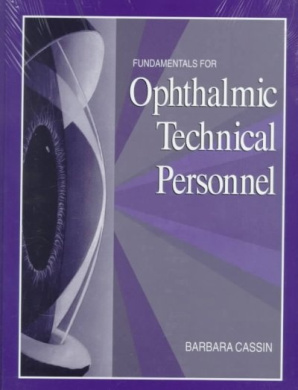 FUNDAMENTALS FOR
Ophthalmic
Technical
Personnel
BARBARA CASSIN